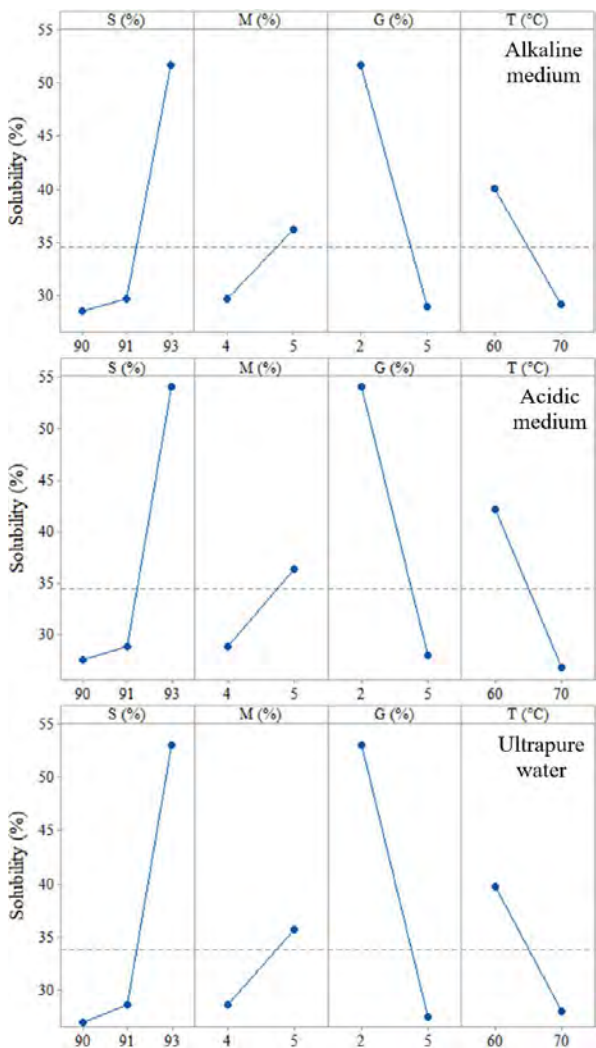 S (%) M (%) G (%) T (°C)
55
50
45
40
35
30
Solubility (%)
Alkaline
medium
90 91 93 4 5 2 5 60 70
S (%) M (%) G (%) T (°C)
55
50
45
40
35
30
Solubility (%)
Acidic
medium
90 91 93 4 5 2 5 60 70
S (%) M (%) G (%) T (°C)
55
50
45
40
35
30
Solubility (%)
Ultrapure
water
90 91 93 4 5 2 5 60 70